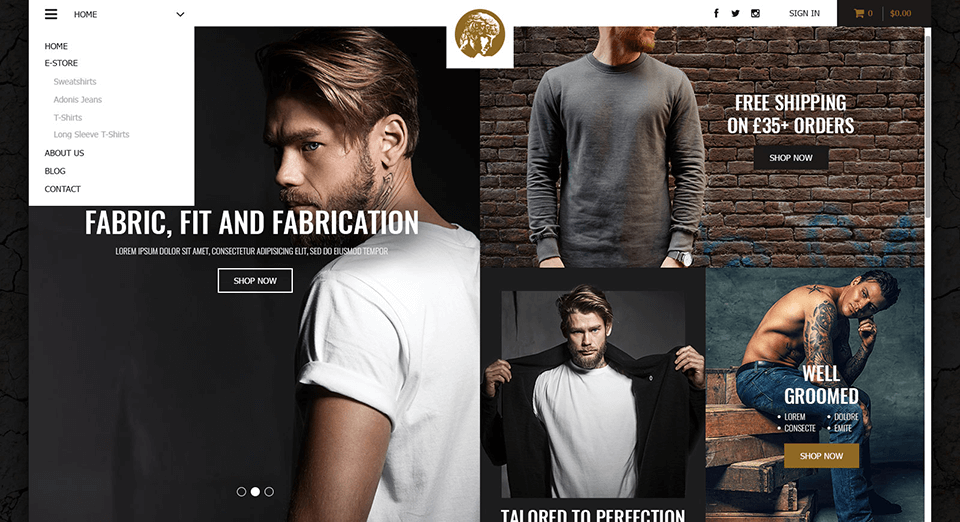 HOME
SIGN IN
0
$0.00
HOME
E-STORE
Sweatshirts
Adonis Jeans
T-Shirts
Long Sleeve T-Shirts
ABOUT US
BLOG
CONTACT
FABRIC, FIT AND FABRICATION
LOREM IPSUM DOLOR SIT AMET, CONSECTETUR ADIPISICING ELIT, SED DO EIUSMOD TEMPOR
SHOP NOW
FREE SHIPPING
ON £35+ ORDERS
SHOP NOW
TAILORED TO PERFECTION
WELL
GROOMED
• LOREM • DOLORE
• CONSECTE • EMITE
SHOP NOW